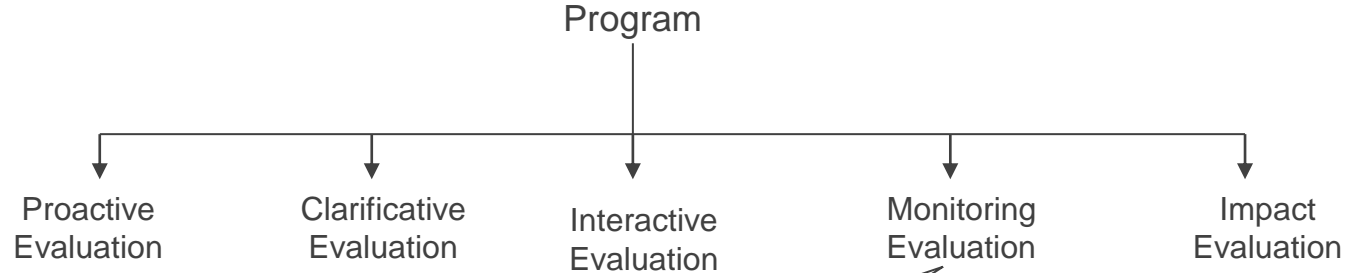 Program
Proactive
Evaluation
Clarificative
Evaluation
Interactive
Evaluation
Monitoring
Evaluation
Impact
Evaluation